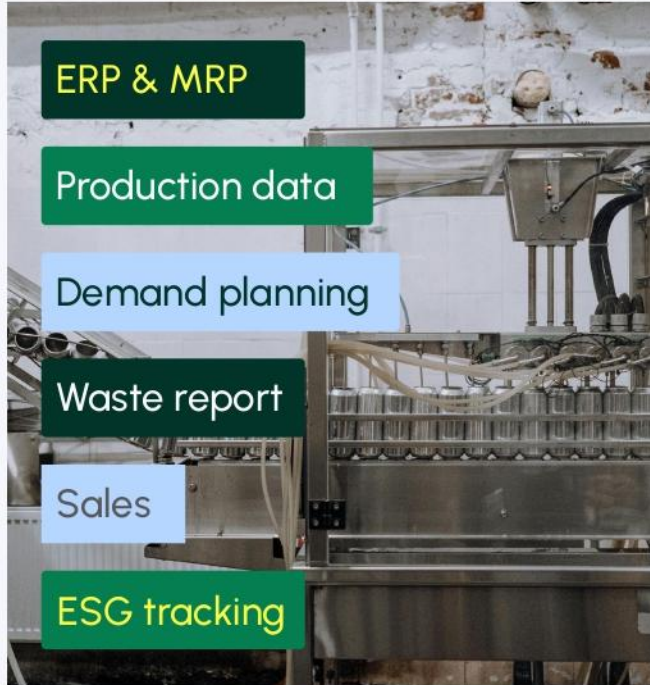 ERP & MRP
Production data
Demand planning
Waste report
Sales
ESG tracking